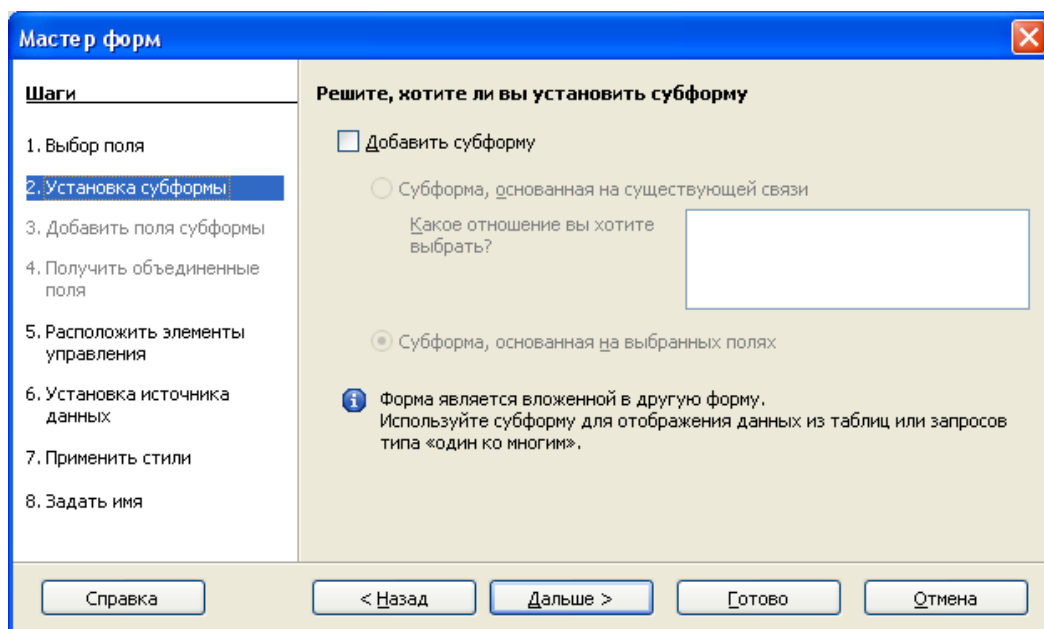 Мастер форм
Шаги
1. Выбор поля
2. Установка субформы
3. Добавить поля субформы
4. Получить объединенные
поля
5. Расположить элементы
управления
6. Установка источника
данных
7. Применить стили
8. Задать имя
Решите, хотите ли вы установить субформу
Добавить субформу
Субформа, основанная на существующей связи
Какое отношение вы хотите
выбрать?
Субформа, основанная на выбранных полях
Форма является вложенной в другую форму.
Используйте субформу для отображения данных из таблиц или запросов
типа «один ко многим».
Справка
< Назад
Дальше >
Готово
Отмена